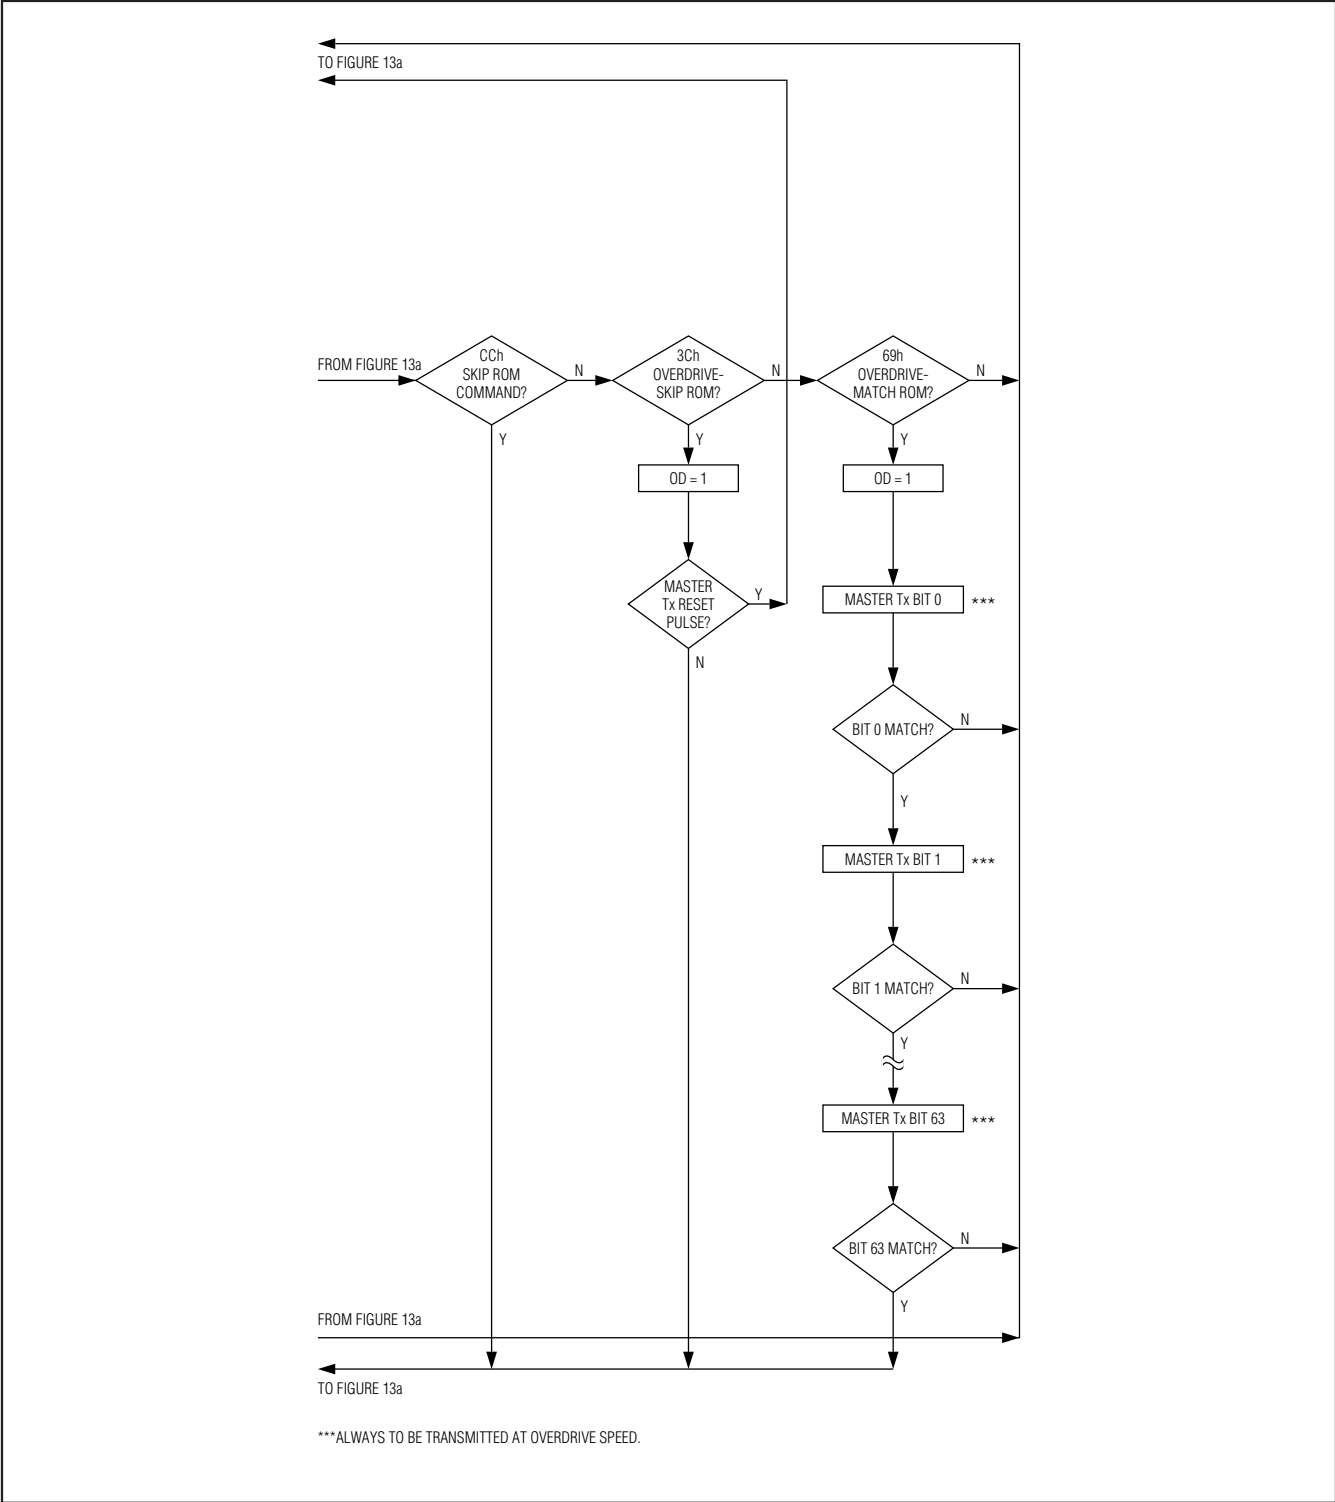 TO FIGURE 13a
FROM FIGURE 13a
CCh
SKIP ROM
COMMAND?
N
Y
3Ch
OVERDRIVE-
SKIP ROM?
N
Y
OD = 1
MASTER
Tx RESET
PULSE?
Y
N
69h
OVERDRIVE-
MATCH ROM?
N
Y
OD = 1
MASTER Tx BIT 0 ***
BIT 0 MATCH?
N
Y
MASTER Tx BIT 1 ***
BIT 1 MATCH?
N
Y
MASTER Tx BIT 63 ***
BIT 63 MATCH?
N
Y
FROM FIGURE 13a
TO FIGURE 13a
***ALWAYS TO BE TRANSMITTED AT OVERDRIVE SPEED.